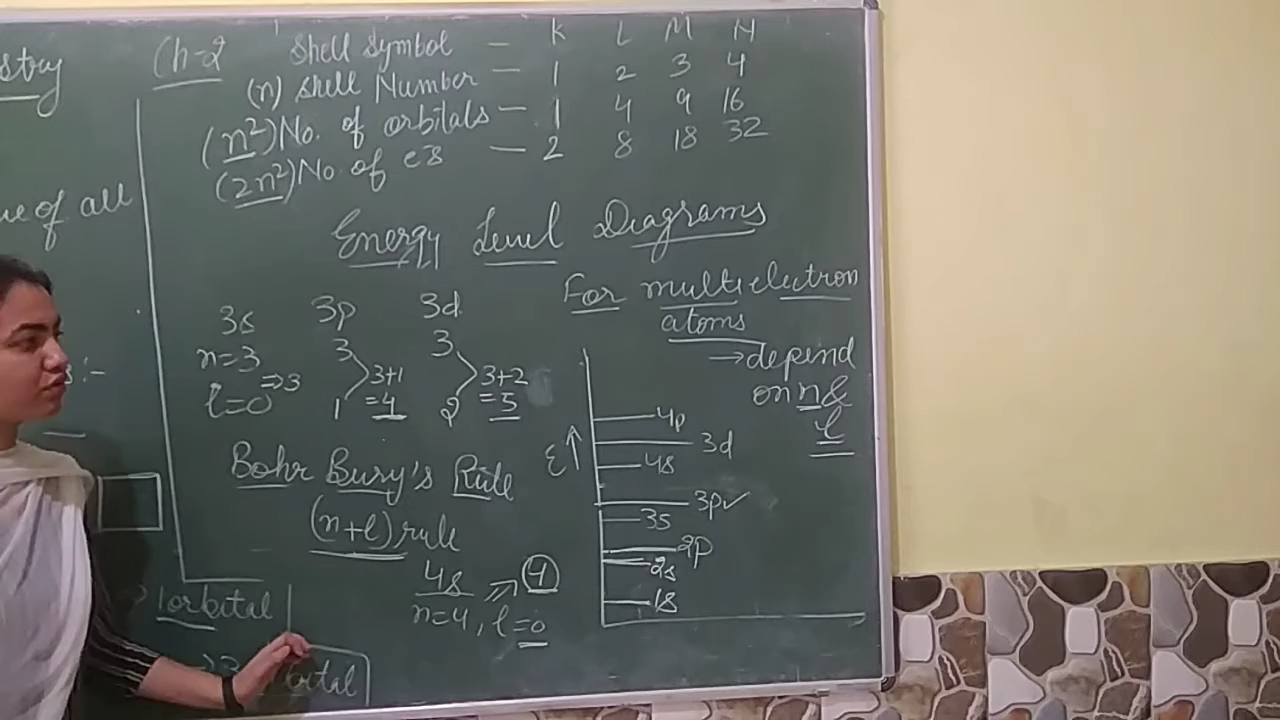 stry
Ch-2
Shell Symbol — K L M N
(n) Shell Number — 1 2 3 4
(n²) No. of orbitals — 1 4 9 16
(2n²) No. of e⁻s — 2 8 18 32
ue of all
s :-
Energy Level Diagrams
3s 3p 3d
n=3 3 3
l=0 ⇒3 1 3+1 =4 2 3+2 =5
Bohr Bury's Rule
(n+l) rule
4s ⇒ 4
n=4, l=0
1 orbital
bital
For multielectron
atoms
→ depend
on n &
l
E ↑
4p
3d
4s
3p✓
3s
2p
2s
1s